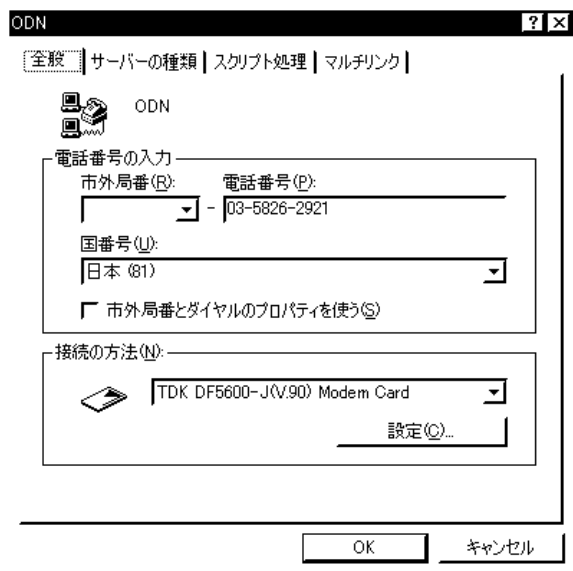 ODN
全般 サーバーの種類 スクリプト処理 マルチリンク
ODN
電話番号の入力
市外局番(R): 電話番号(P):
- 03-5826-2921
国番号(U):
日本 (81)
市外局番とダイヤルのプロパティを使う(S)
接続の方法(N):
TDK DF5600-J(V.90) Modem Card
設定(C)...
OK キャンセル